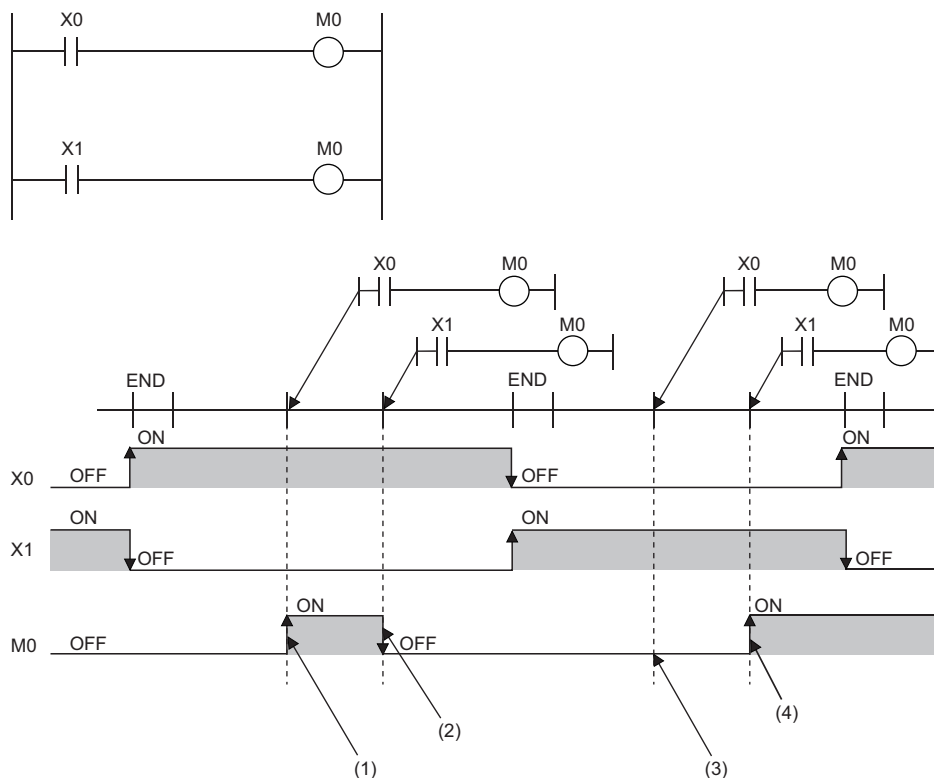 X0 M0
X1 M0
X0 M0 X0 M0
X1 M0 X1 M0
END END END
ON ON
X0 OFF OFF
ON ON
X1 OFF OFF
ON ON
M0 OFF OFF
(2) (4)
(1) (3)